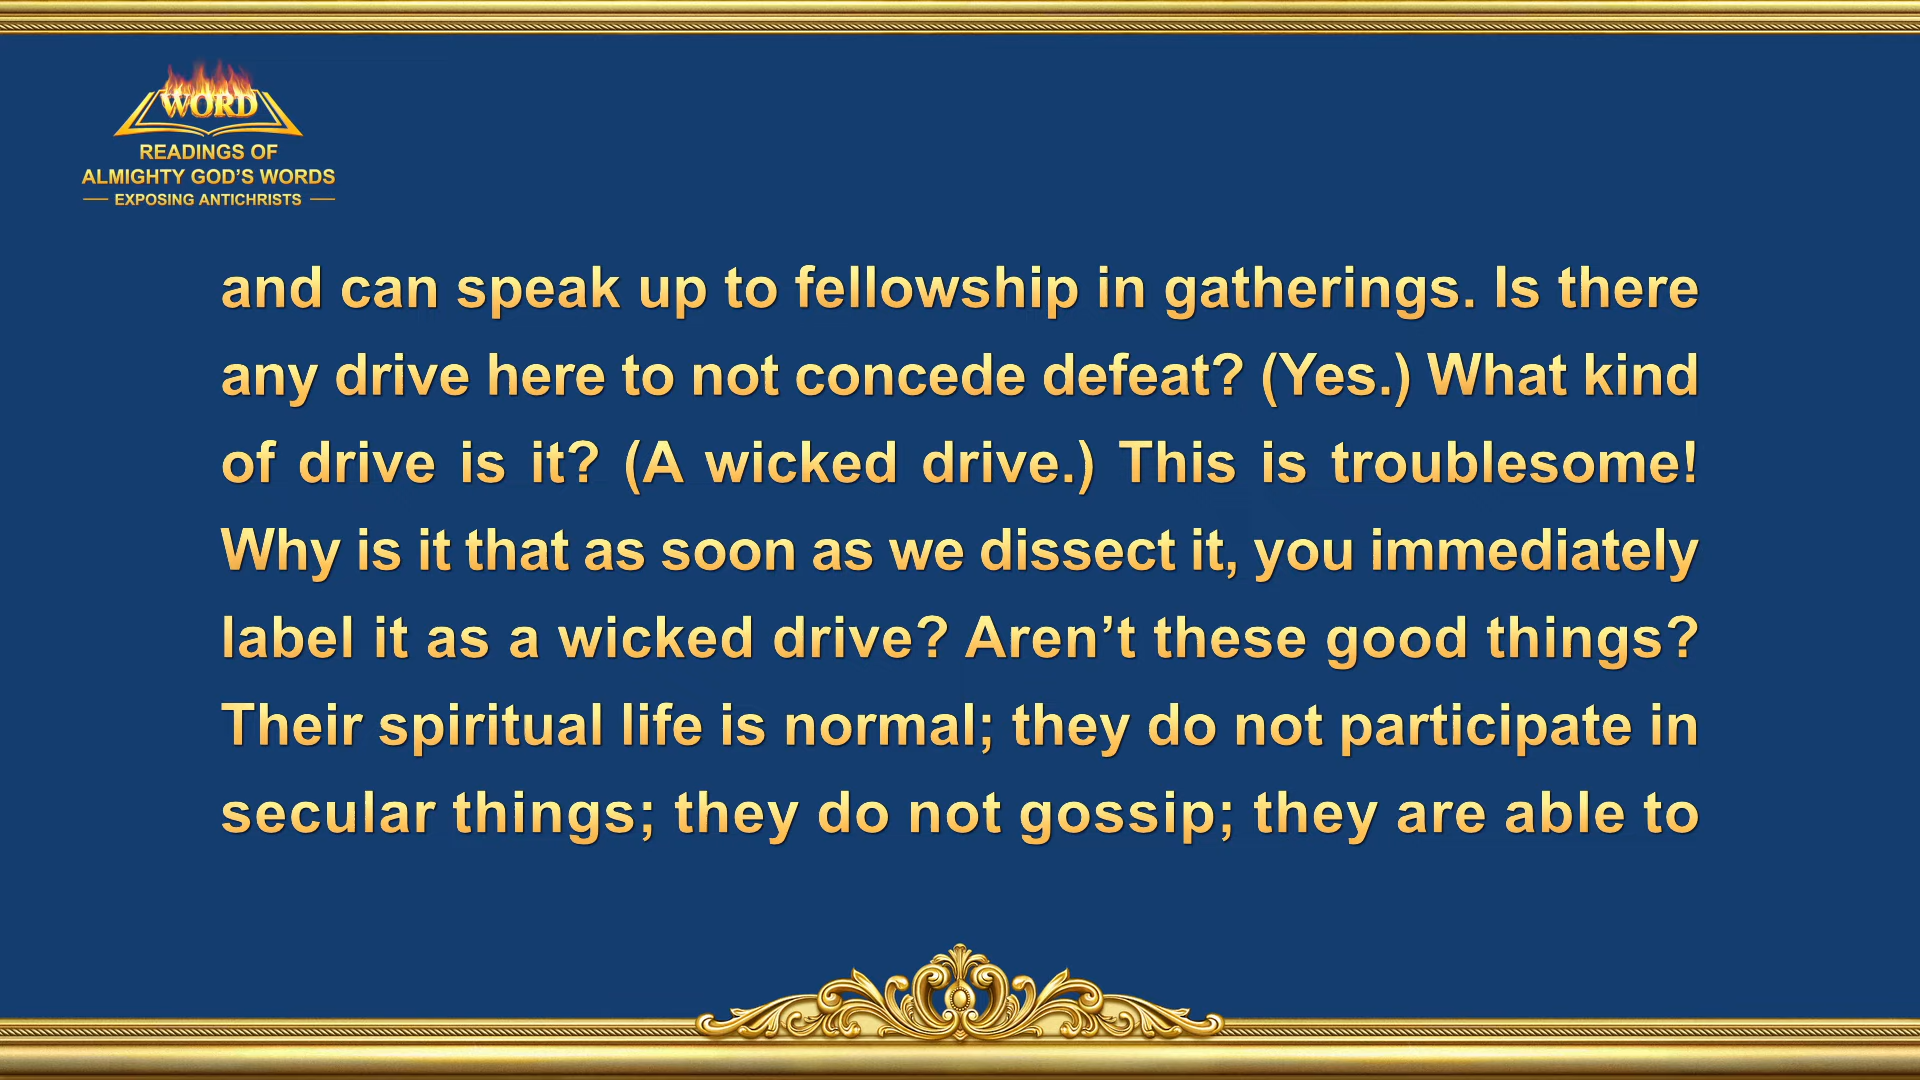 WORD
READINGS OF
ALMIGHTY GOD'S WORDS
EXPOSING ANTICHRISTS
and can speak up to fellowship in gatherings. Is there
any drive here to not concede defeat? (Yes.) What kind
of drive is it? (A wicked drive.) This is troublesome!
Why is it that as soon as we dissect it, you immediately
label it as a wicked drive? Aren’t these good things?
Their spiritual life is normal; they do not participate in
secular things; they do not gossip; they are able to